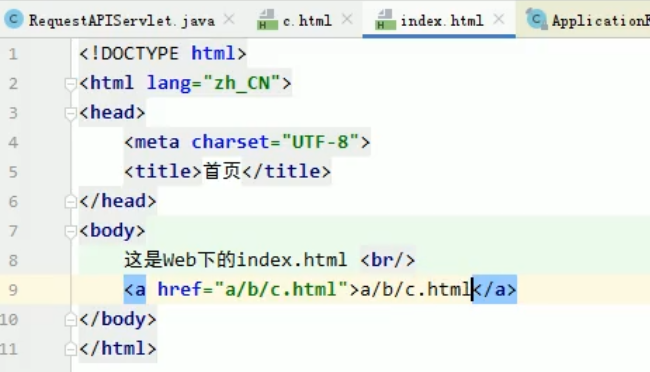 RequestAPIServlet.java c.html index.html
1 <!DOCTYPE html>
2 <html lang="zh_CN">
3 <head>
4 <meta charset="UTF-8">
5 <title>首页</title>
6 </head>
7 <body>
8 这是Web下的index.html <br/>
9 <a href="a/b/c.html">a/b/c.html</a>
10 </body>
11 </html>